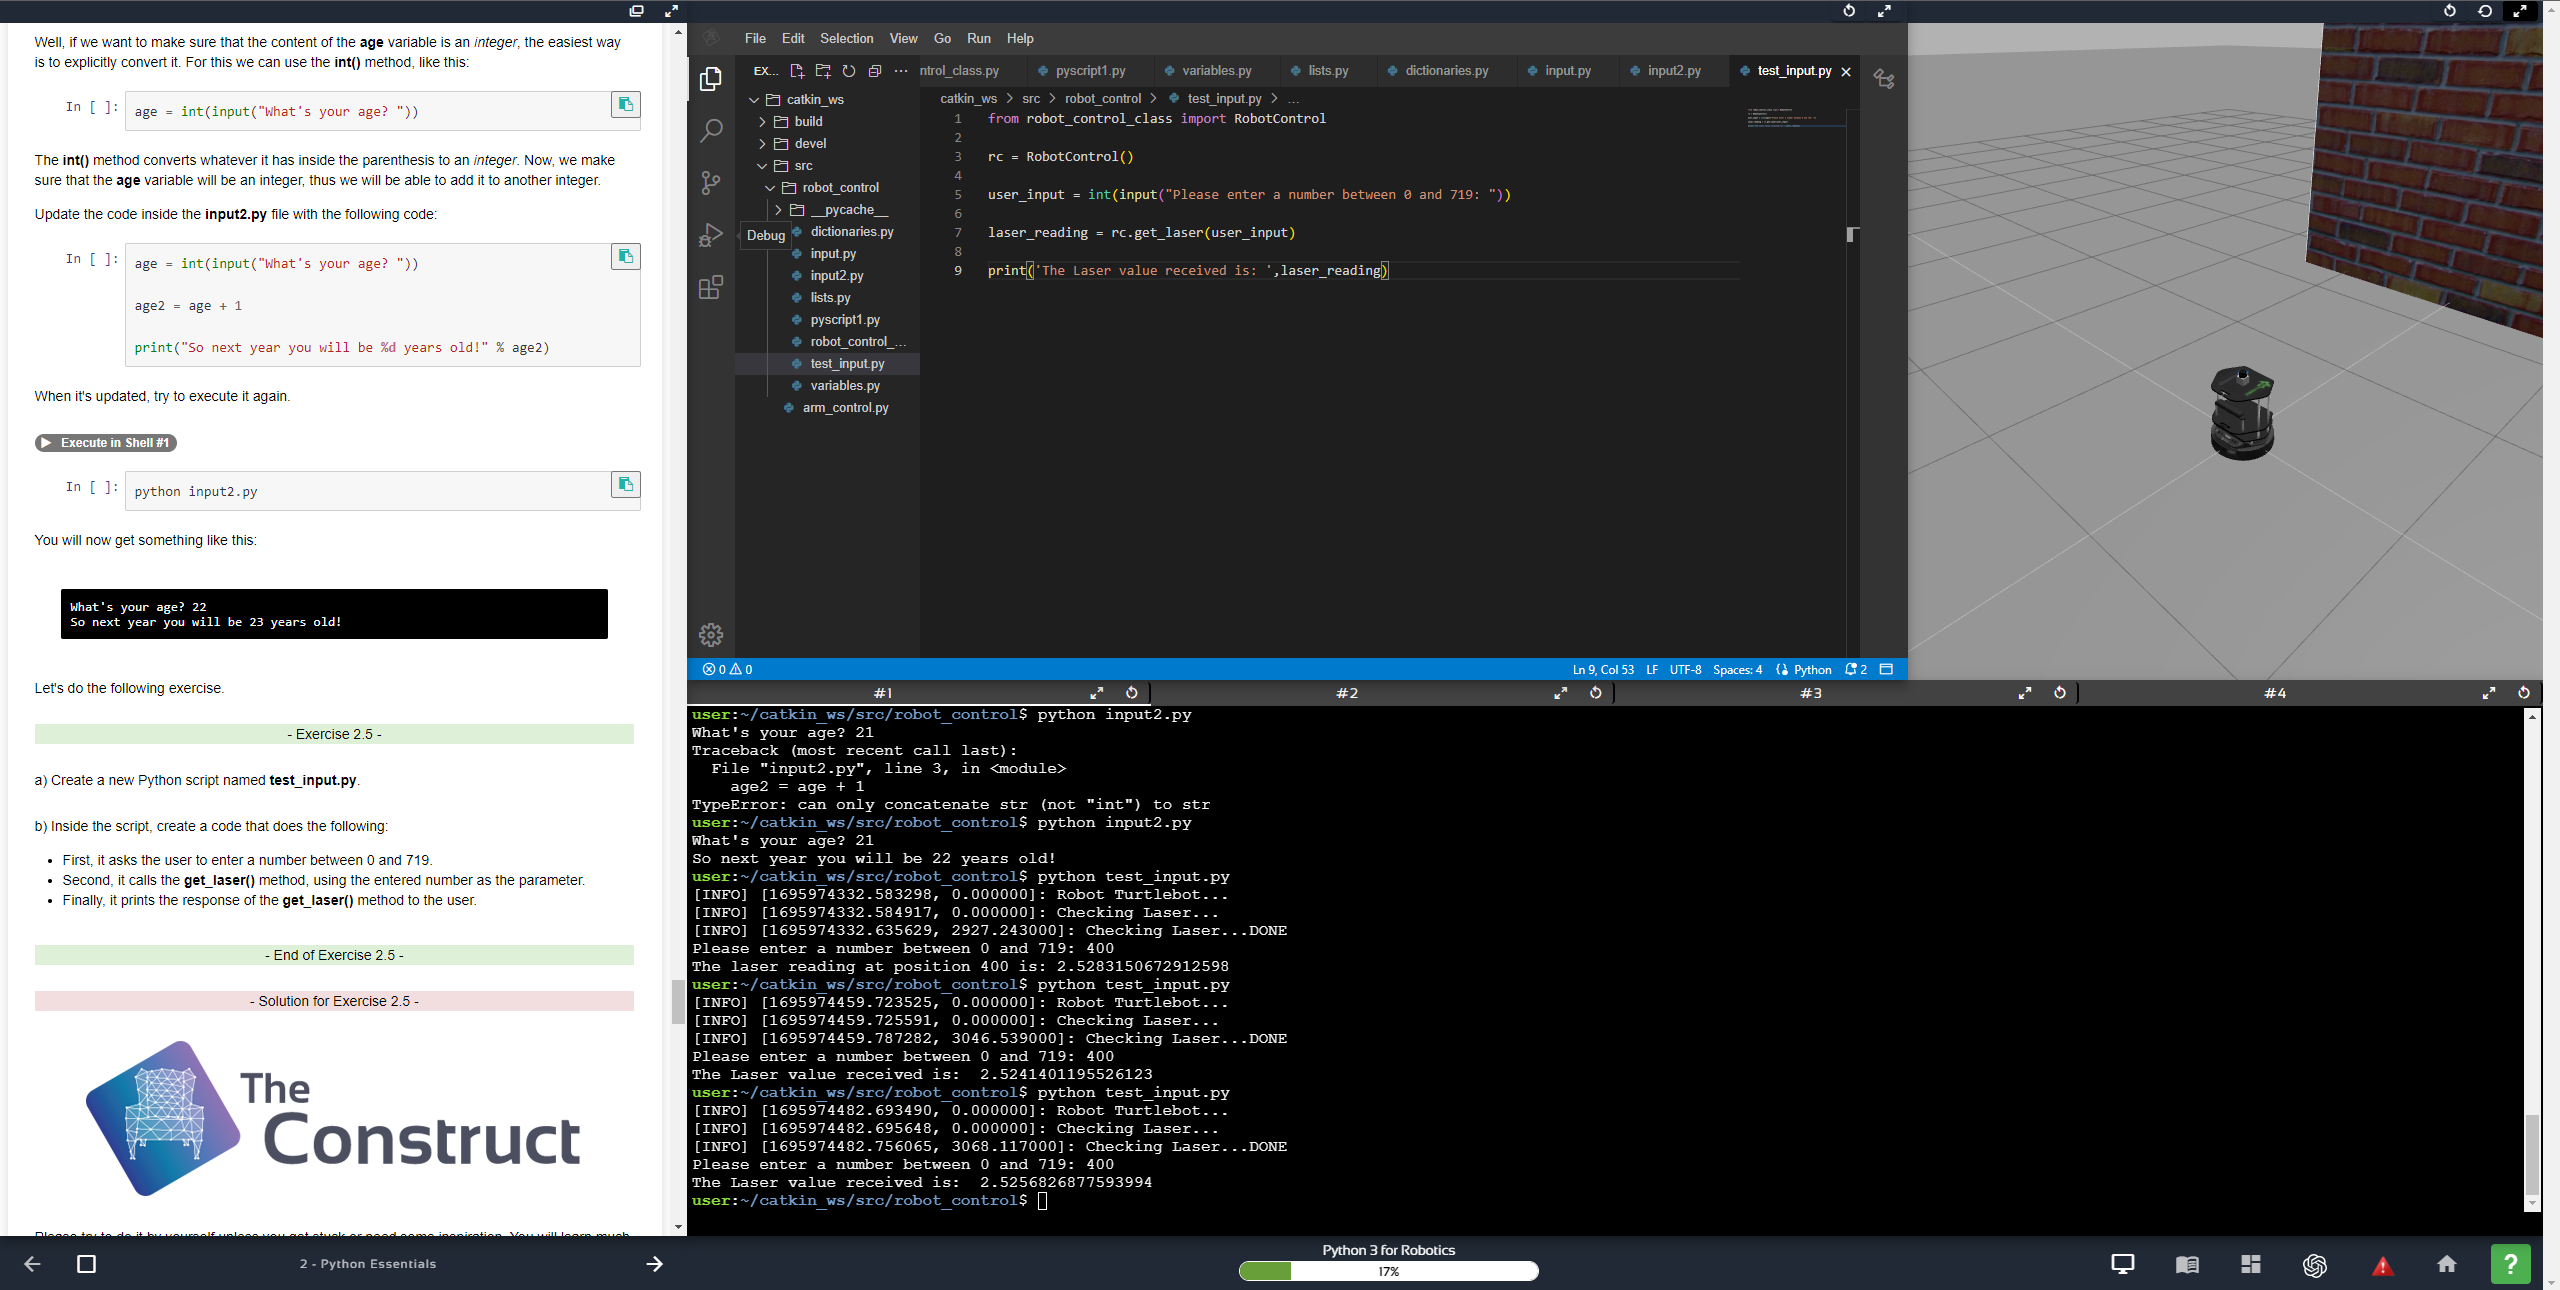 Well, if we want to make sure that the content of the age variable is an integer, the easiest way
is to explicitly convert it. For this we can use the int() method, like this:
In [ ]:
age = int(input("What's your age? "))
The int() method converts whatever it has inside the parenthesis to an integer. Now, we make
sure that the age variable will be an integer, thus we will be able to add it to another integer.
Update the code inside the input2.py file with the following code:
In [ ]:
age = int(input("What's your age? "))
age2 = age + 1
print("So next year you will be %d years old!" % age2)
When it's updated, try to execute it again.
Execute in Shell #1
In [ ]:
python input2.py
You will now get something like this:
What's your age? 22
So next year you will be 23 years old!
Let's do the following exercise.
- Exercise 2.5 -
a) Create a new Python script named test_input.py.
b) Inside the script, create a code that does the following:
• First, it asks the user to enter a number between 0 and 719.
• Second, it calls the get_laser() method, using the entered number as the parameter.
• Finally, it prints the response of the get_laser() method to the user.
- End of Exercise 2.5 -
- Solution for Exercise 2.5 -
The
Construct
Please try to do it by yourself unless you get stuck or need some inspiration. You will learn much
File Edit Selection View Go Run Help
EX... ···
catkin_ws
build
devel
src
robot_control
__pycache__
dictionaries.py
input.py
input2.py
lists.py
pyscript1.py
robot_control_...
test_input.py
variables.py
arm_control.py
Debug
ntrol_class.py pyscript1.py variables.py lists.py dictionaries.py input.py input2.py test_input.py
catkin_ws > src > robot_control > test_input.py > ...
1 from robot_control_class import RobotControl
2
3 rc = RobotControl()
4
5 user_input = int(input("Please enter a number between 0 and 719: "))
6
7 laser_reading = rc.get_laser(user_input)
8
9 print('The Laser value received is: ',laser_reading)
0 0
Ln 9, Col 53 LF UTF-8 Spaces: 4 Python 2
#1 #2 #3 #4
user:~/catkin_ws/src/robot_control$ python input2.py
What's your age? 21
Traceback (most recent call last):
File "input2.py", line 3, in <module>
age2 = age + 1
TypeError: can only concatenate str (not "int") to str
user:~/catkin_ws/src/robot_control$ python input2.py
What's your age? 21
So next year you will be 22 years old!
user:~/catkin_ws/src/robot_control$ python test_input.py
[INFO] [1695974332.583298, 0.000000]: Robot Turtlebot...
[INFO] [1695974332.584917, 0.000000]: Checking Laser...
[INFO] [1695974332.635629, 2927.243000]: Checking Laser...DONE
Please enter a number between 0 and 719: 400
The laser reading at position 400 is: 2.5283150672912598
user:~/catkin_ws/src/robot_control$ python test_input.py
[INFO] [1695974459.723525, 0.000000]: Robot Turtlebot...
[INFO] [1695974459.725591, 0.000000]: Checking Laser...
[INFO] [1695974459.787282, 3046.539000]: Checking Laser...DONE
Please enter a number between 0 and 719: 400
The Laser value received is:  2.5241401195526123
user:~/catkin_ws/src/robot_control$ python test_input.py
[INFO] [1695974482.693490, 0.000000]: Robot Turtlebot...
[INFO] [1695974482.695648, 0.000000]: Checking Laser...
[INFO] [1695974482.756065, 3068.117000]: Checking Laser...DONE
Please enter a number between 0 and 719: 400
The Laser value received is:  2.5256826877593994
user:~/catkin_ws/src/robot_control$
2 - Python Essentials
Python 3 for Robotics
17%
?